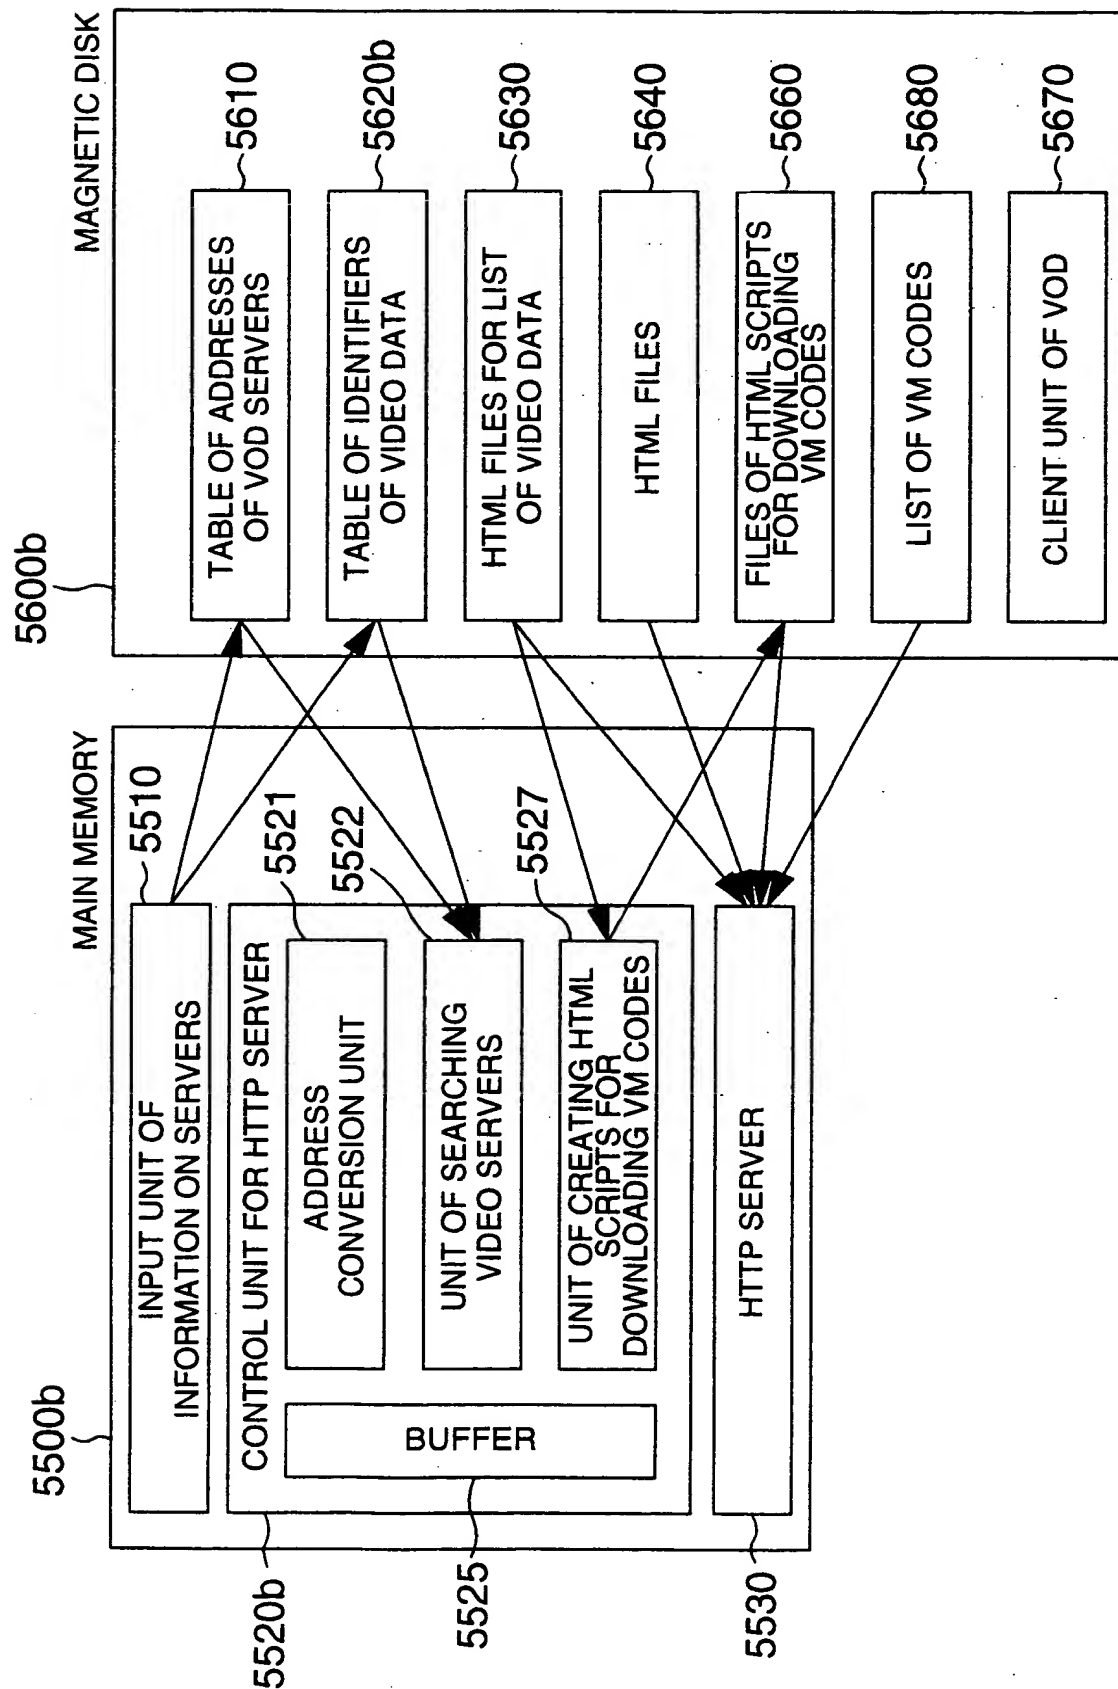 5500b
MAIN MEMORY
5510
INPUT UNIT OF
INFORMATION ON SERVERS
5520b
CONTROL UNIT FOR HTTP SERVER
5521
ADDRESS
CONVERSION UNIT
5522
UNIT OF SEARCHING
VIDEO SERVERS
5527
UNIT OF CREATING HTML
SCRIPTS FOR
DOWNLOADING VM CODES
BUFFER
5525
HTTP SERVER
5530
5600b
MAGNETIC DISK
TABLE OF ADDRESSES
OF VOD SERVERS
5610
TABLE OF IDENTIFIERS
OF VIDEO DATA
5620b
HTML FILES FOR LIST
OF VIDEO DATA
5630
HTML FILES
5640
FILES OF HTML SCRIPTS
FOR DOWNLOADING
VM CODES
5660
LIST OF VM CODES
5680
CLIENT UNIT OF VOD
5670